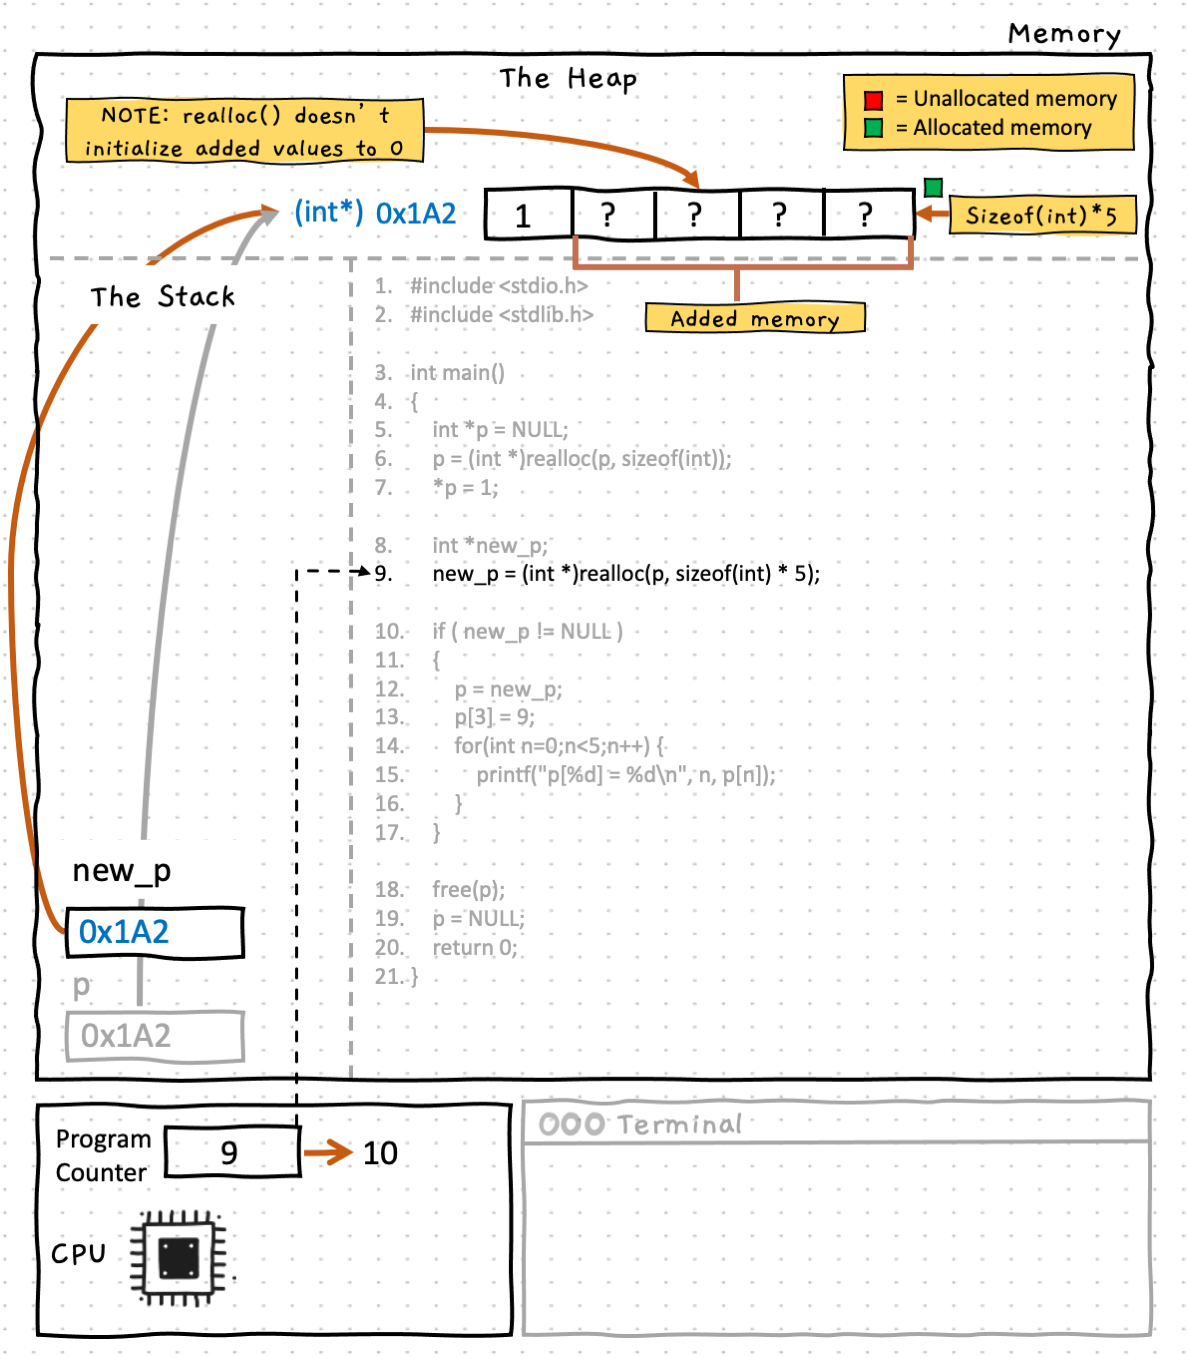 Memory
The Heap
NOTE: realloc() doesn't
initialize added values to 0
= Unallocated memory
= Allocated memory
(int*) 0x1A2
1 ? ? ? ?
Sizeof(int)*5
Added memory
The Stack
1. #include <stdio.h>
2. #include <stdlib.h>
3. int main()
4. {
5. int *p = NULL;
6. p = (int *)realloc(p, sizeof(int));
7. *p = 1;
8. int *new_p;
9. new_p = (int *)realloc(p, sizeof(int) * 5);
10. if ( new_p != NULL )
11. {
12. p = new_p;
13. p[3] = 9;
14. for(int n=0;n<5;n++) {
15. printf("p[%d] = %d\n", n, p[n]);
16. }
17. }
18. free(p);
19. p = NULL;
20. return 0;
21. }
new_p
0x1A2
p
0x1A2
Program
Counter
9
10
CPU
Terminal